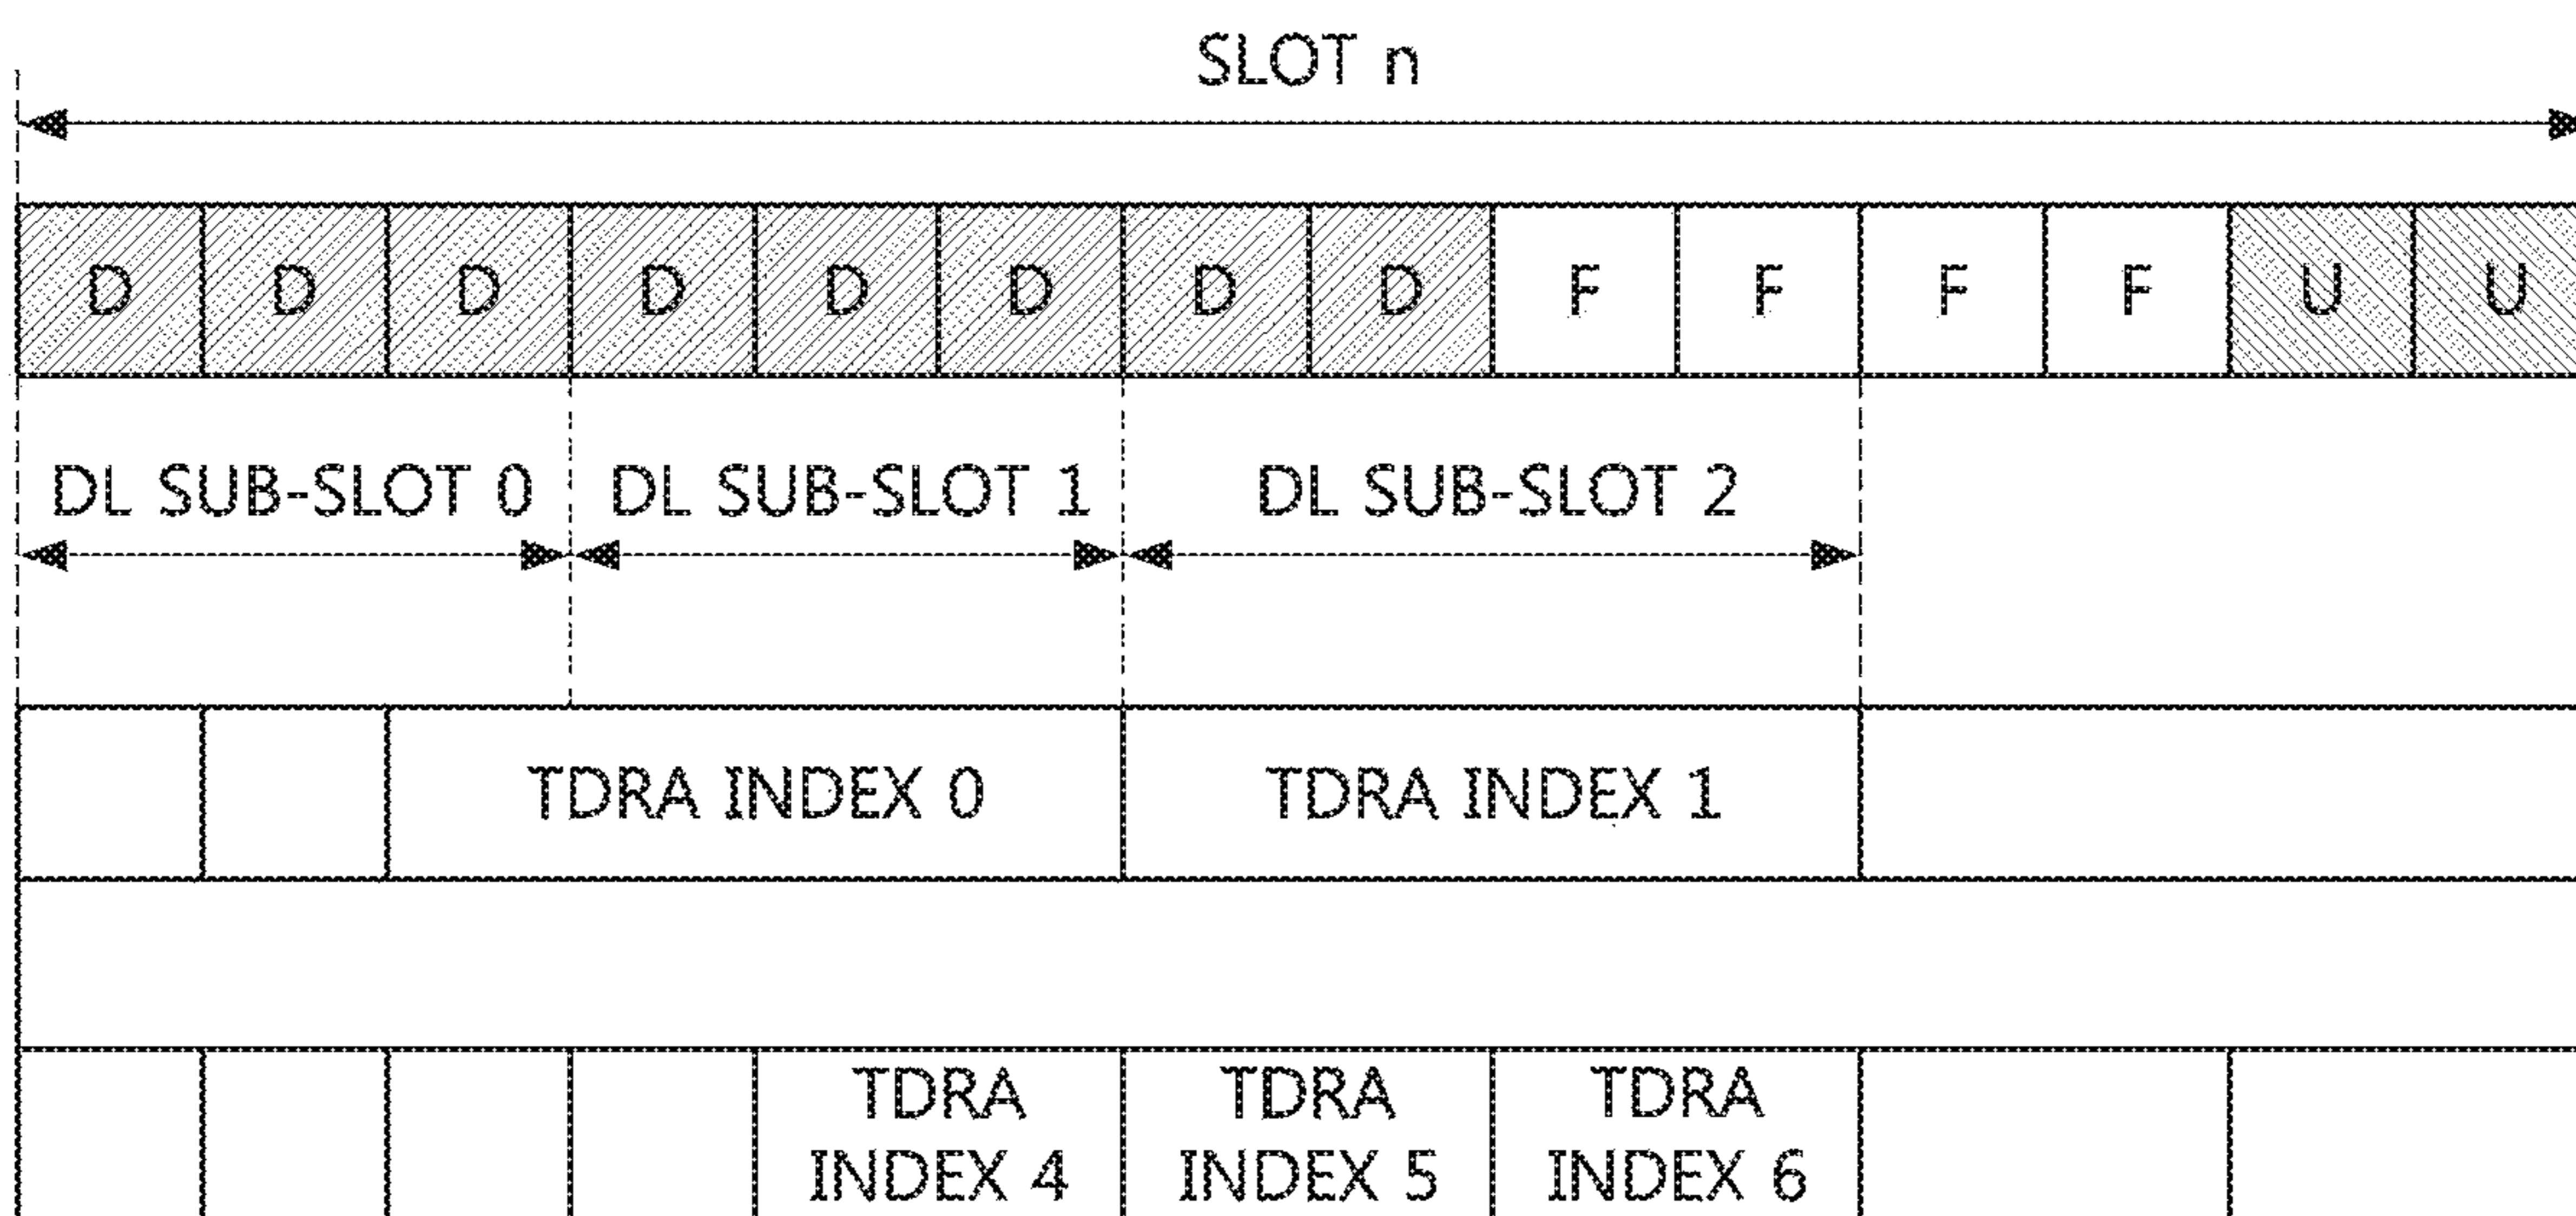 SLOT n
D D D D D D D D F F F F U U
DL SUB-SLOT 0 DL SUB-SLOT 1 DL SUB-SLOT 2
TDRA INDEX 0 TDRA INDEX 1
TDRA TDRA TDRA
INDEX 4 INDEX 5 INDEX 6